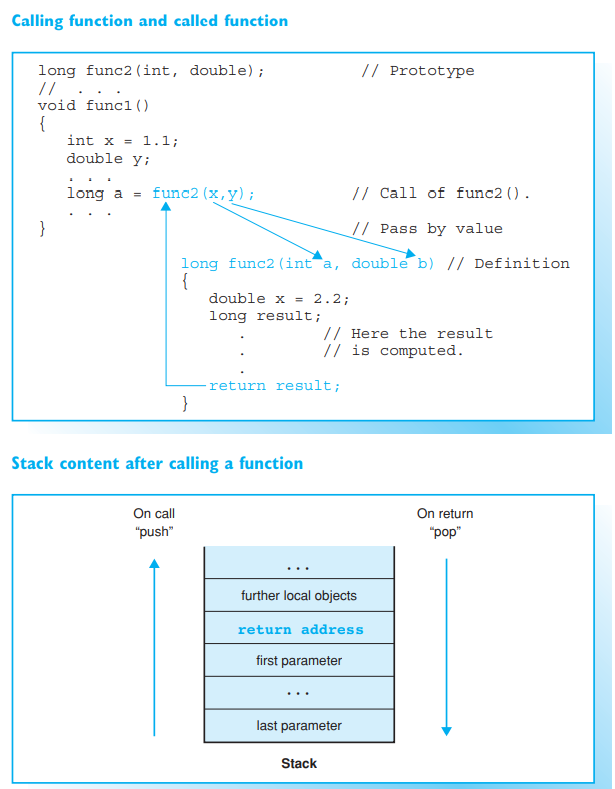 Calling function and called function
long func2(int, double); // Prototype
// . . .
void func1()
{
int x = 1.1;
double y;
. . .
long a = func2(x,y); // Call of func2().
. . .
} // Pass by value
long func2(int a, double b) // Definition
{
double x = 2.2;
long result;
. // Here the result
. // is computed.
.
return result;
}
Stack content after calling a function
On call
“push”
On return
“pop”
...
further local objects
return address
first parameter
...
last parameter
Stack